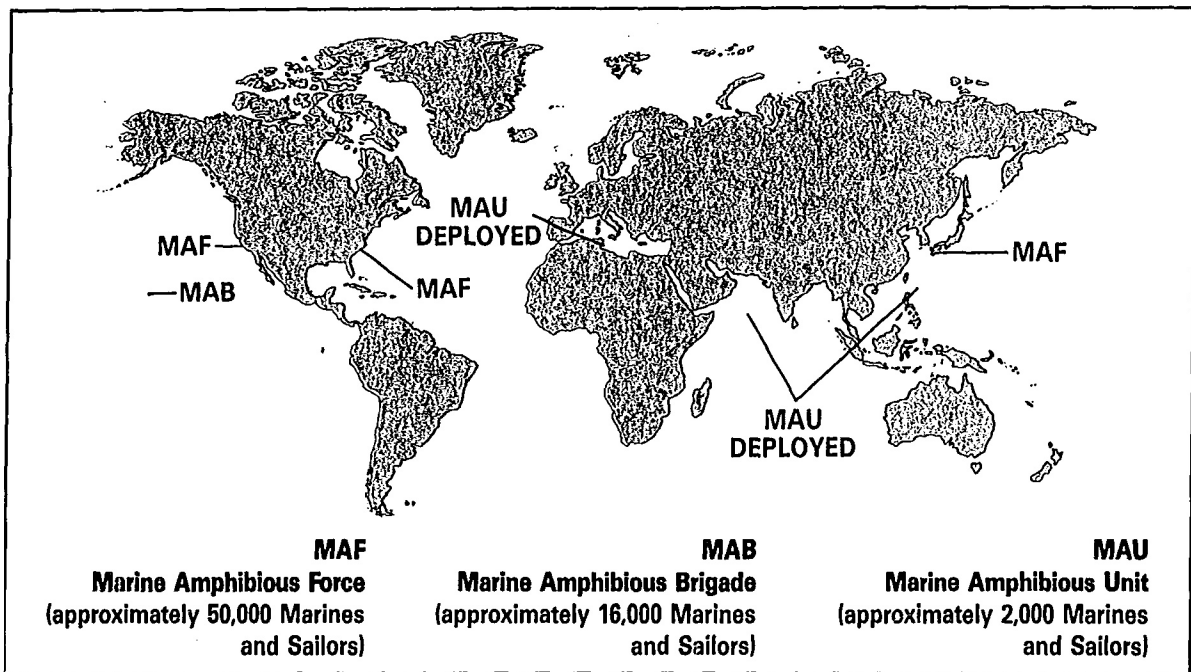 MAU
DEPLOYED
MAF
MAF
MAB
MAF
MAU
DEPLOYED
MAF
Marine Amphibious Force
(approximately 50,000 Marines
and Sailors)
MAB
Marine Amphibious Brigade
(approximately 16,000 Marines
and Sailors)
MAU
Marine Amphibious Unit
(approximately 2,000 Marines
and Sailors)